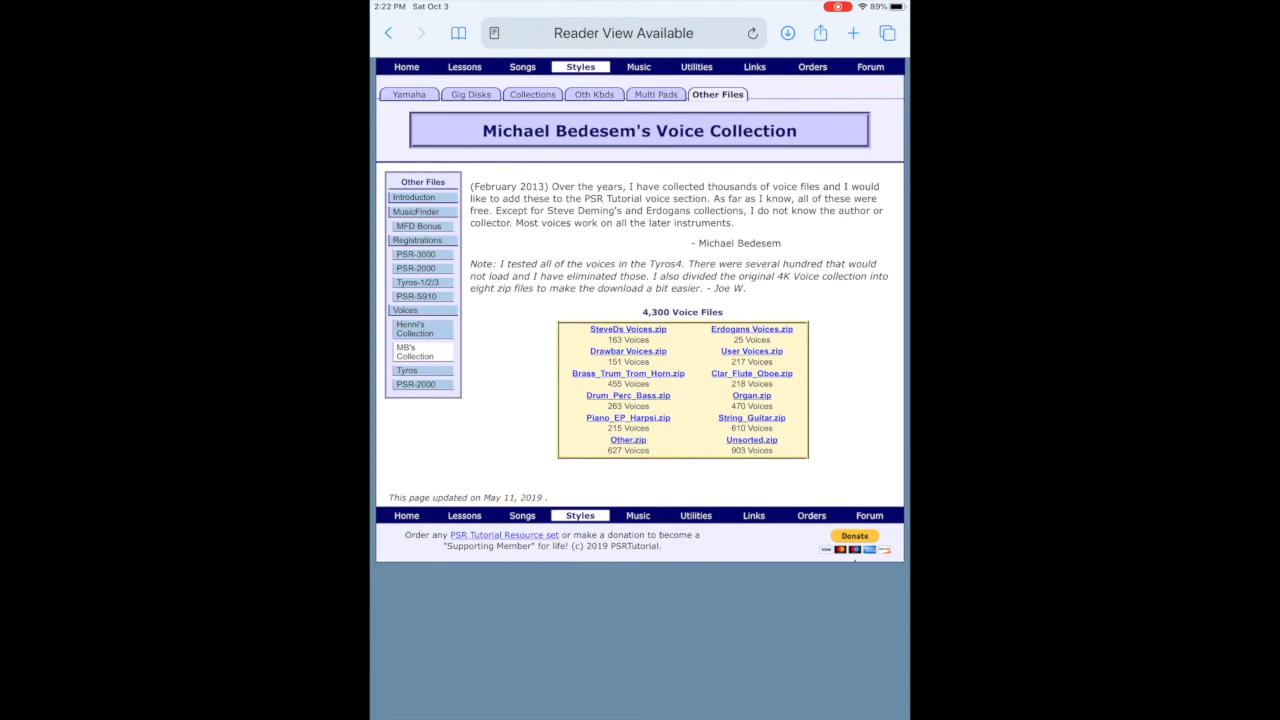 2:22 PM Sat Oct 3 89%
Reader View Available
Home Lessons Songs Styles Music Utilities Links Orders Forum
Yamaha Gig Disks Collections Oth Kbds Multi Pads Other Files
Michael Bedesem's Voice Collection
Other Files
Introducton
MusicFinder
MFD Bonus
Registrations
PSR-3000
PSR-2000
Tyros-1/2/3
PSR-S910
Voices
Henni's
Collection
MB's
Collection
Tyros
PSR-2000
(February 2013) Over the years, I have collected thousands of voice files and I would
like to add these to the PSR Tutorial voice section. As far as I know, all of these were
free. Except for Steve Deming's and Erdogans collections, I do not know the author or
collector. Most voices work on all the later instruments.
- Michael Bedesem
Note: I tested all of the voices in the Tyros4. There were several hundred that would
not load and I have eliminated those. I also divided the original 4K Voice collection into
eight zip files to make the download a bit easier. - Joe W.
4,300 Voice Files
SteveDs Voices.zip Erdogans Voices.zip
163 Voices 25 Voices
Drawbar Voices.zip User Voices.zip
151 Voices 217 Voices
Brass_Trum_Trom_Horn.zip Clar_Flute_Oboe.zip
455 Voices 218 Voices
Drum_Perc_Bass.zip Organ.zip
263 Voices 470 Voices
Piano_EP_Harpsi.zip String_Guitar.zip
215 Voices 610 Voices
Other.zip Unsorted.zip
627 Voices 903 Voices
This page updated on May 11, 2019 .
Home Lessons Songs Styles Music Utilities Links Orders Forum
Order any PSR Tutorial Resource set or make a donation to become a
"Supporting Member" for life! (c) 2019 PSRTutorial.
Donate
VISA